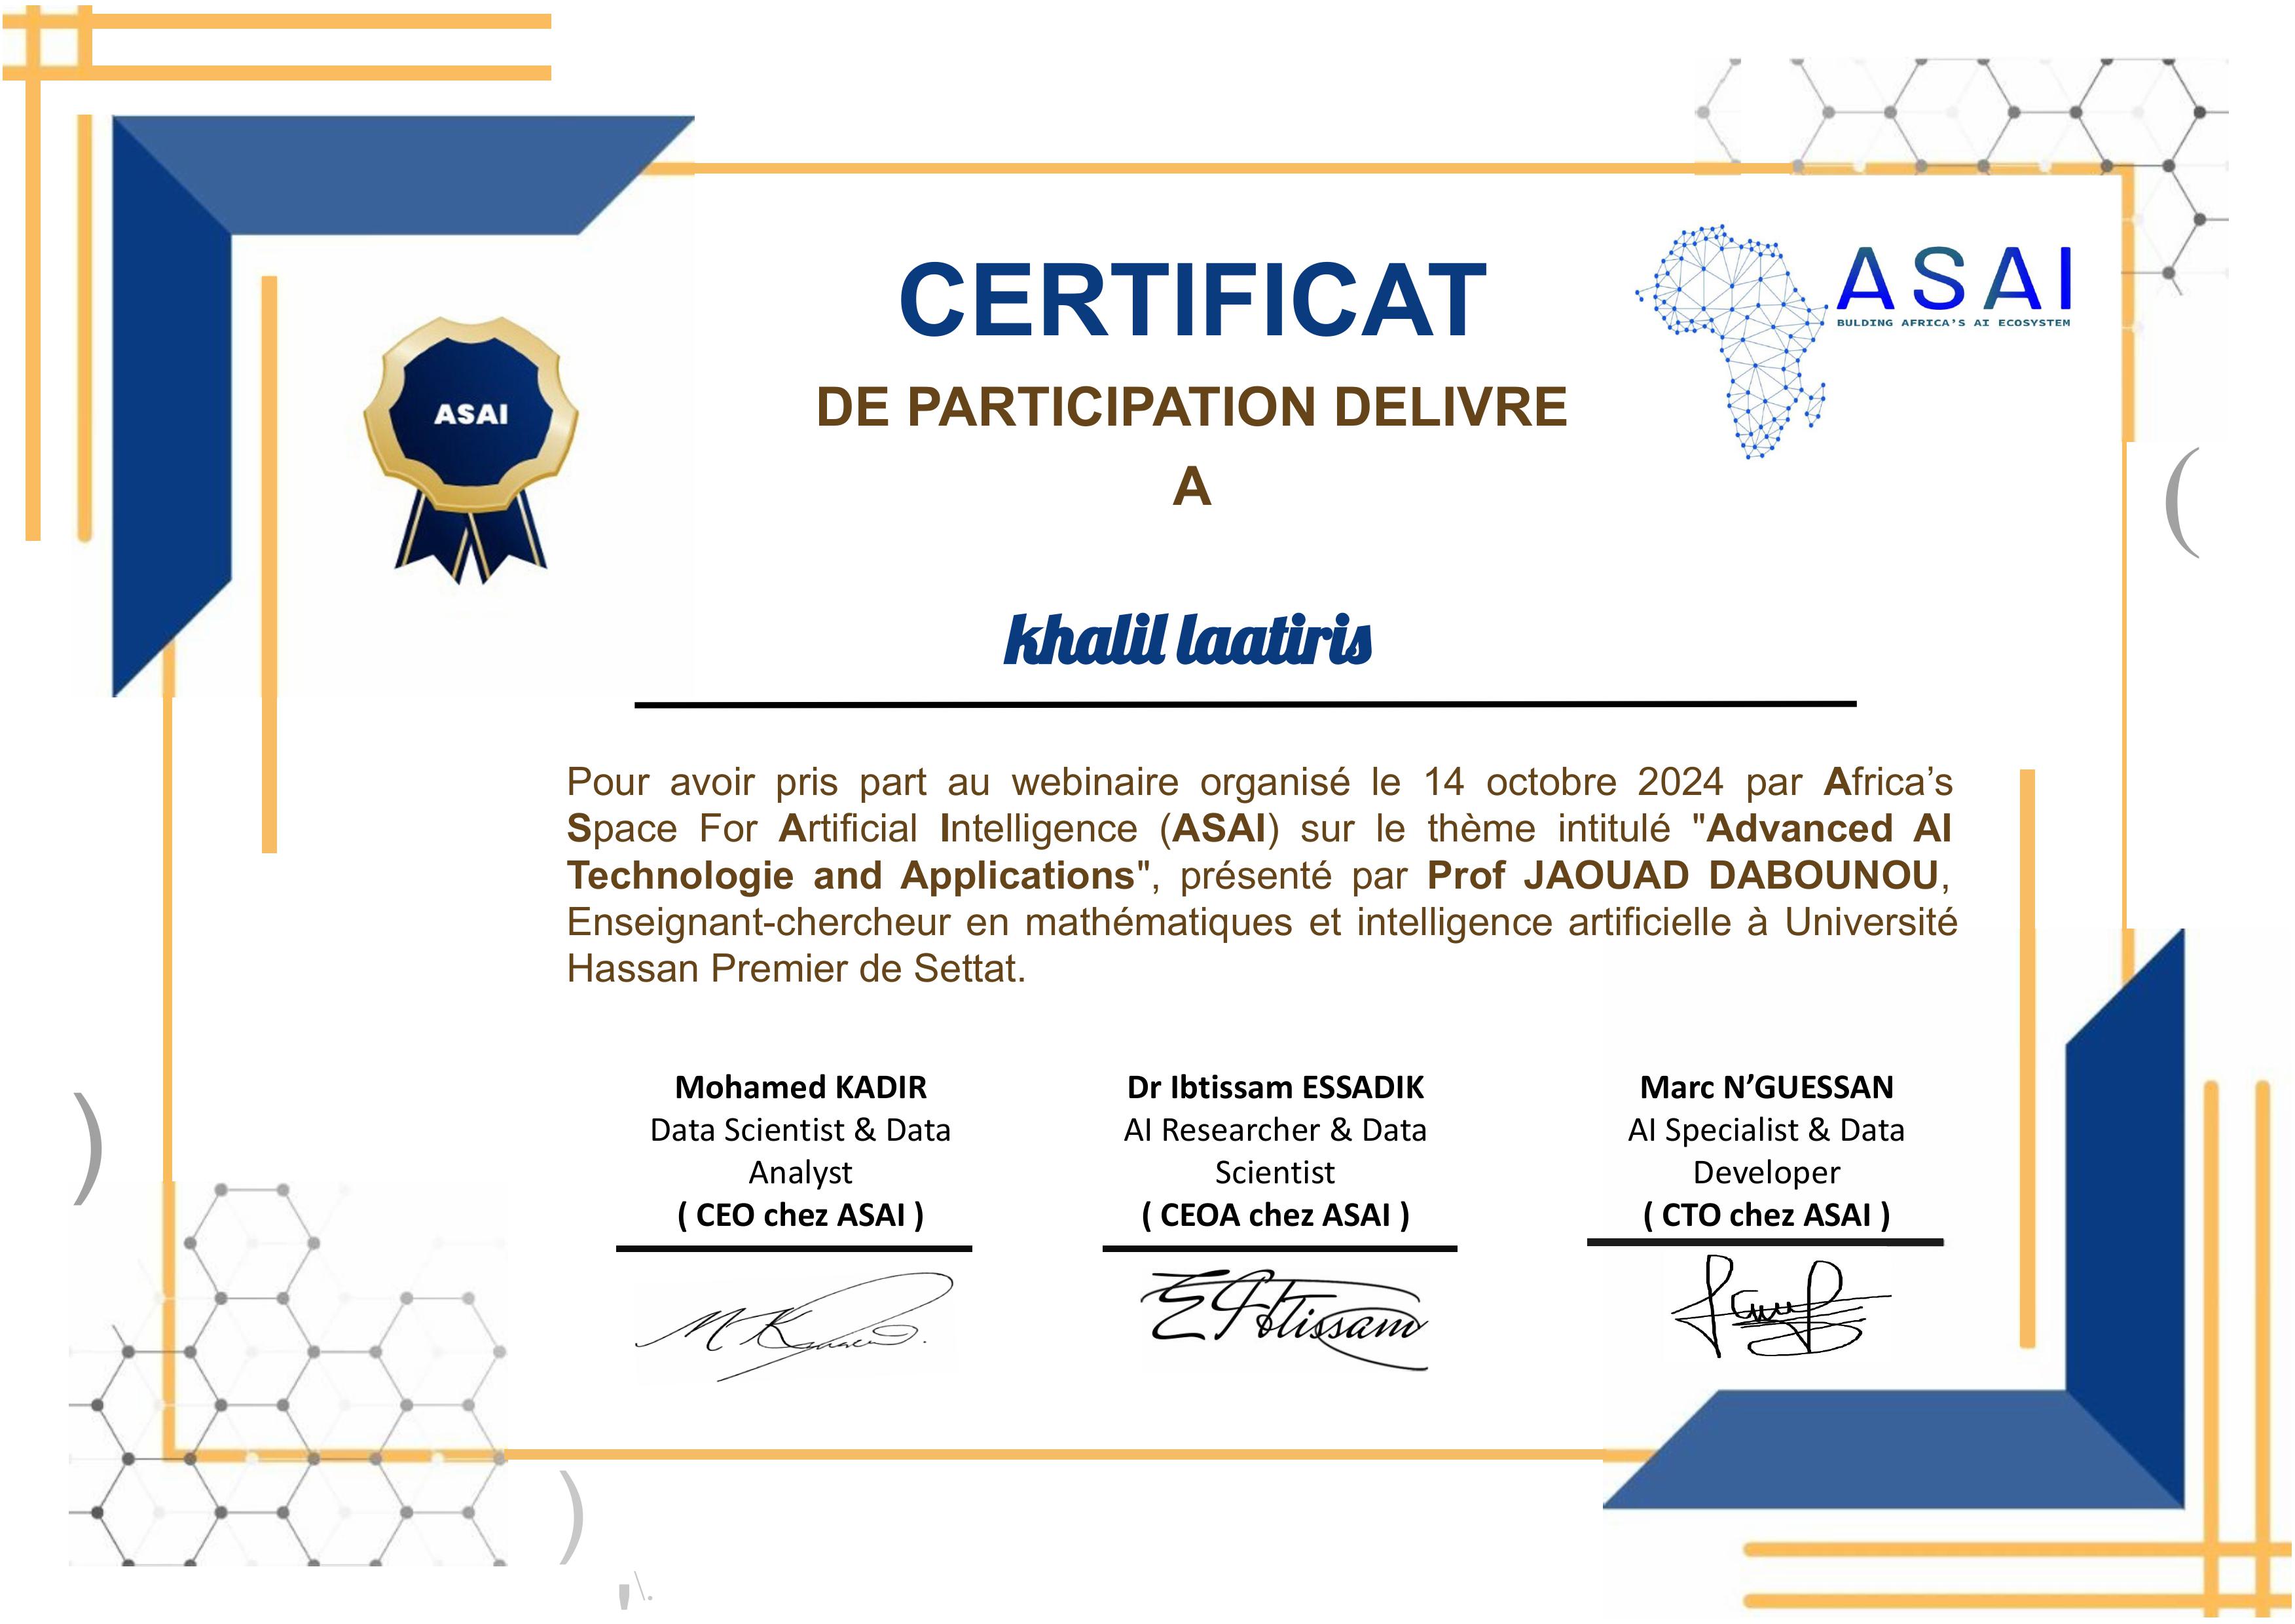 CERTIFICAT
ASAI
BULDING AFRICA'S AI ECOSYSTEM
DE PARTICIPATION DELIVRE
A
ASAI
khalil laatiris
Pour avoir pris part au webinaire organisé le 14 octobre 2024 par Africa's
Space For Artificial Intelligence (ASAI) sur le thème intitulé "Advanced AI
Technologie and Applications", présenté par Prof JAOUAD DABOUNOU,
Enseignant-chercheur en mathématiques et intelligence artificielle à Université
Hassan Premier de Settat.
Mohamed KADIR
Data Scientist & Data
Analyst
( CEO chez ASAI )
Dr Ibtissam ESSADIK
AI Researcher & Data
Scientist
( CEOA chez ASAI )
Marc N'GUESSAN
AI Specialist & Data
Developer
( CTO chez ASAI )